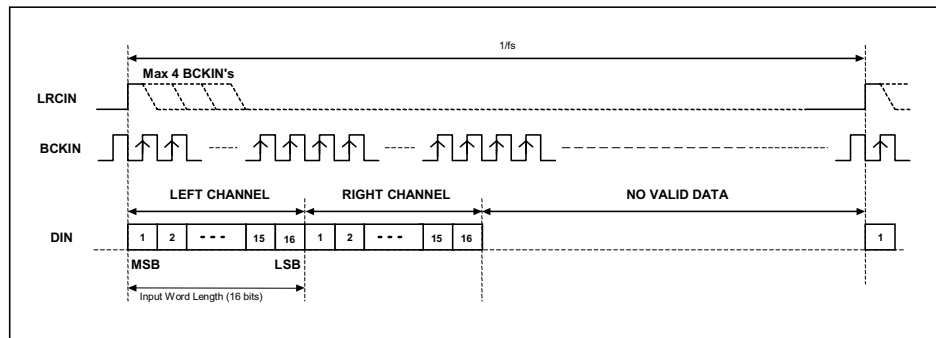 1/fs
Max 4 BCKIN's
LRCIN
BCKIN
LEFT CHANNEL RIGHT CHANNEL NO VALID DATA
DIN 1 2 15 16 1 2 15 16 1
MSB LSB
Input Word Length (16 bits)